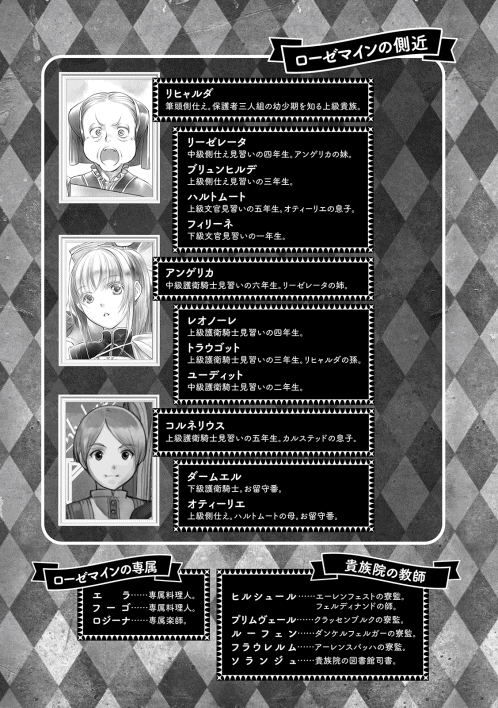 ローゼマインの側近
リヒャルダ
筆頭側仕え。保護者三人組の幼少期を知る上級貴族。
リーゼレータ
中級側仕え見習いの四年生。アンゲリカの妹。
ブリュンヒルデ
上級側仕え見習いの三年生。
ハルトムート
上級文官見習いの五年生。オティーリエの息子。
フィリーネ
下級文官見習いの一年生。
アンゲリカ
中級護衛騎士見習いの六年生。リーゼレータの姉。
レオノーレ
上級護衛騎士見習いの四年生。
トラウゴット
上級護衛騎士見習いの三年生。リヒャルダの孫。
ユーディット
中級護衛騎士見習いの二年生。
コルネリウス
上級護衛騎士見習いの五年生。カルステッドの息子。
ダームエル
下級護衛騎士。お留守番。
オティーリエ
上級側仕え。ハルトムートの母。お留守番。
ローゼマインの専属
エラ……専属料理人。
フーゴ……専属料理人。
ロジーナ……専属楽師。
貴族院の教師
ヒルシュール……エーレンフェストの寮監。
フェルディナンドの師。
プリムヴェール……クラッセンブルクの寮監。
ルーフェン……ダンケルフェルガーの寮監。
フラウレルム……アーレンスバッハの寮監。
ソランジュ……貴族院の図書館司書。